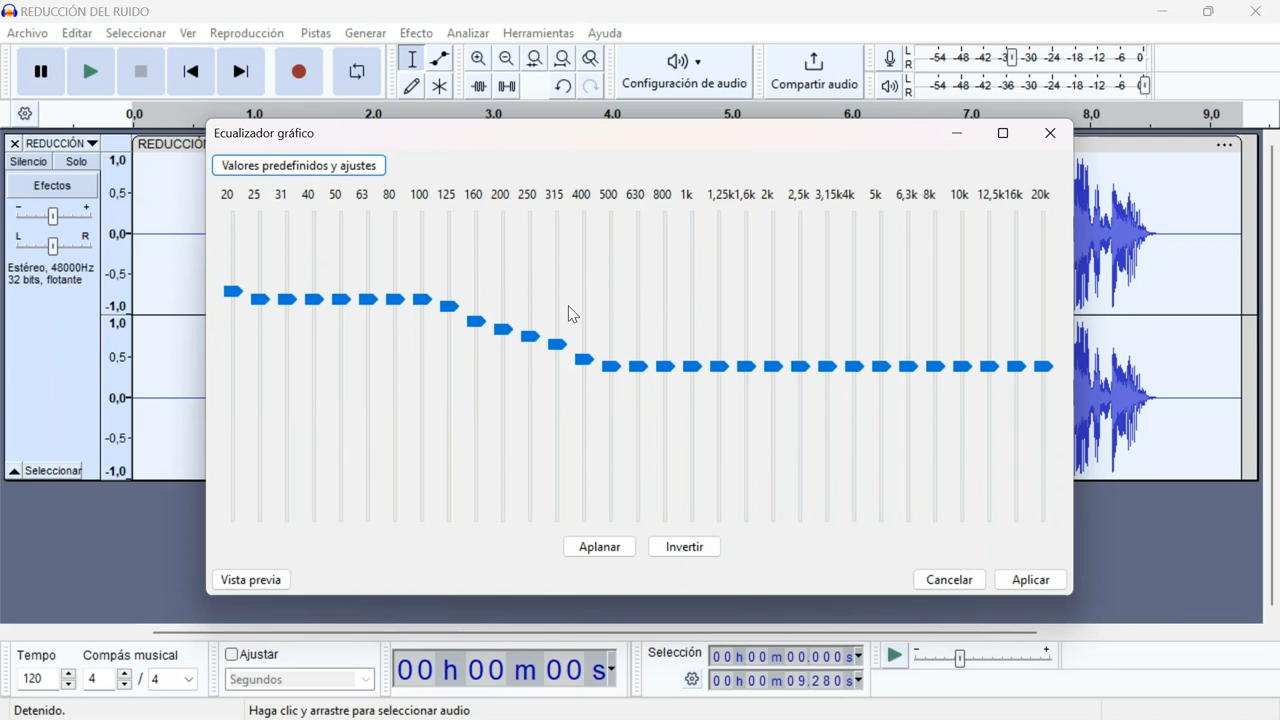 REDUCCIÓN DEL RUIDO
Archivo Editar Seleccionar Ver Reproducción Pistas Generar Efecto Analizar Herramientas Ayuda
Configuración de audio
Compartir audio
L R -54 -48 -42 -3 -30 -24 -18 -12 -6 0
L R -54 -48 -42 -36 -30 -24 -18 -12 -6 0
0,0 1,0 2,0 3,0 4,0 5,0 6,0 7,0 8,0 9,0
REDUCCIÓN
Silencio Solo
Efectos
- +
L R
Estéreo, 48000Hz
32 bits, flotante
Seleccionar
1,0
0,5-
0,0-
-0,5-
-1,0
1,0
0,5-
0,0-
-0,5-
-1,0
REDUCCIÓN
...
Ecualizador gráfico
Valores predefinidos y ajustes
20 25 31 40 50 63 80 100 125 160 200 250 315 400 500 630 800 1k 1,25k 1,6k 2k 2,5k 3,15k 4k 5k 6,3k 8k 10k 12,5k 16k 20k
Aplanar Invertir
Vista previa Cancelar Aplicar
Tempo
120
Compás musical
4 / 4
Ajustar
Segundos
00 h 00 m 00 s
Selección
00 h 00 m 00.000 s
00 h 00 m 09.280 s
- +
Detenido.
Haga clic y arrastre para seleccionar audio